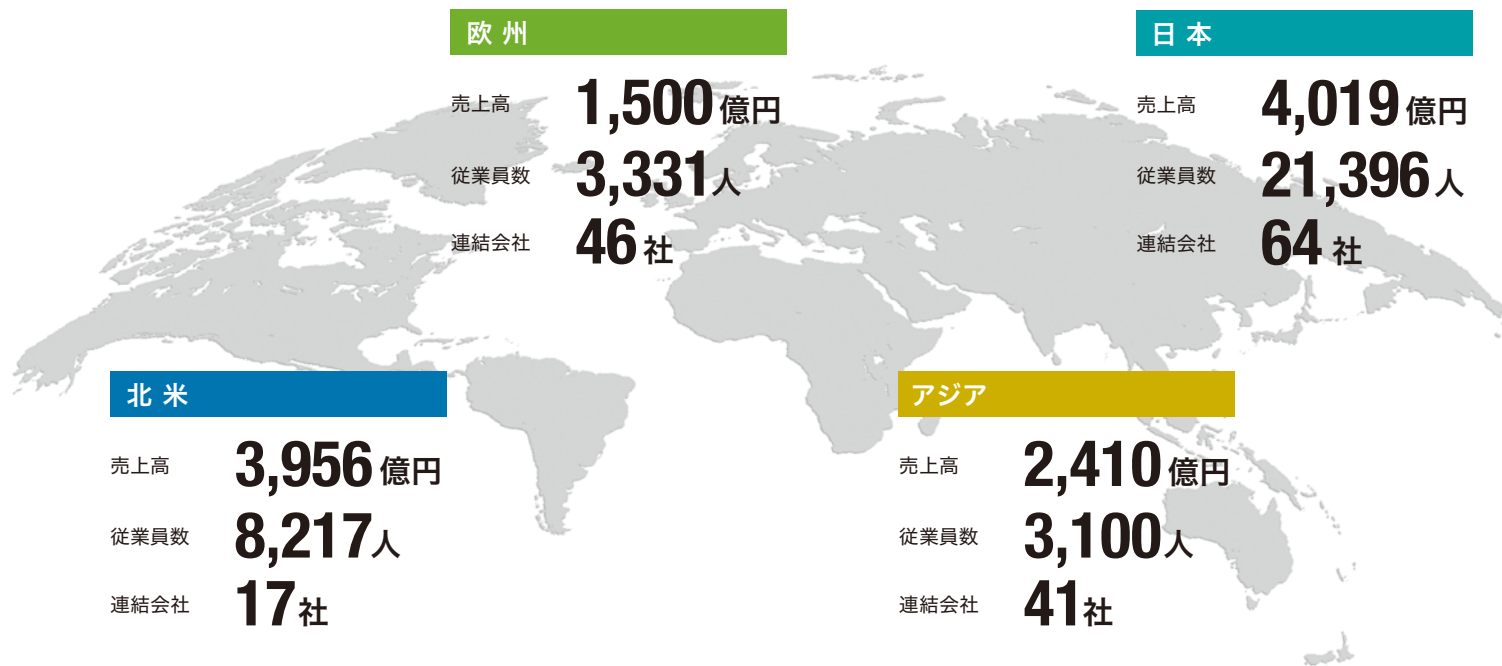 欧州
売上高 1,500億円
従業員数 3,331人
連結会社 46社
日本
売上高 4,019億円
従業員数 21,396人
連結会社 64社
北米
売上高 3,956億円
従業員数 8,217人
連結会社 17社
アジア
売上高 2,410億円
従業員数 3,100人
連結会社 41社